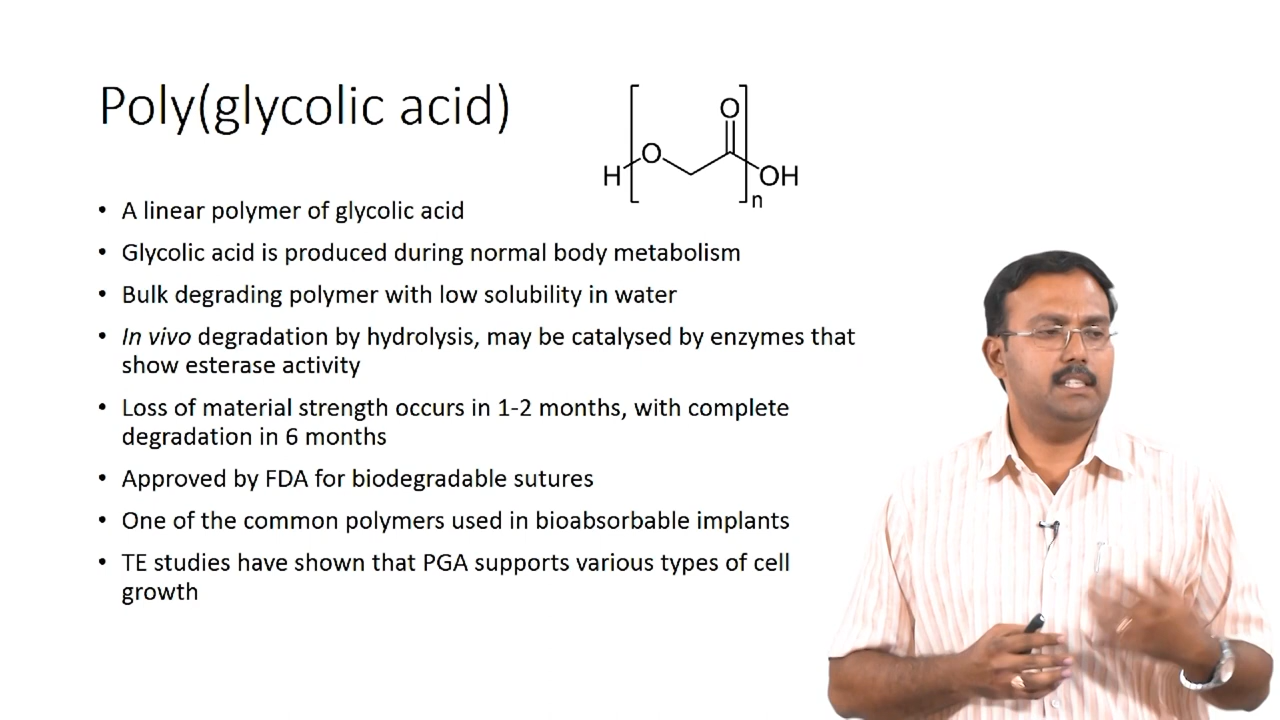 Poly(glycolic acid)
O
O
H
OH
n
• A linear polymer of glycolic acid
• Glycolic acid is produced during normal body metabolism
• Bulk degrading polymer with low solubility in water
• In vivo degradation by hydrolysis, may be catalysed by enzymes that
show esterase activity
• Loss of material strength occurs in 1-2 months, with complete
degradation in 6 months
• Approved by FDA for biodegradable sutures
• One of the common polymers used in bioabsorbable implants
• TE studies have shown that PGA supports various types of cell
growth